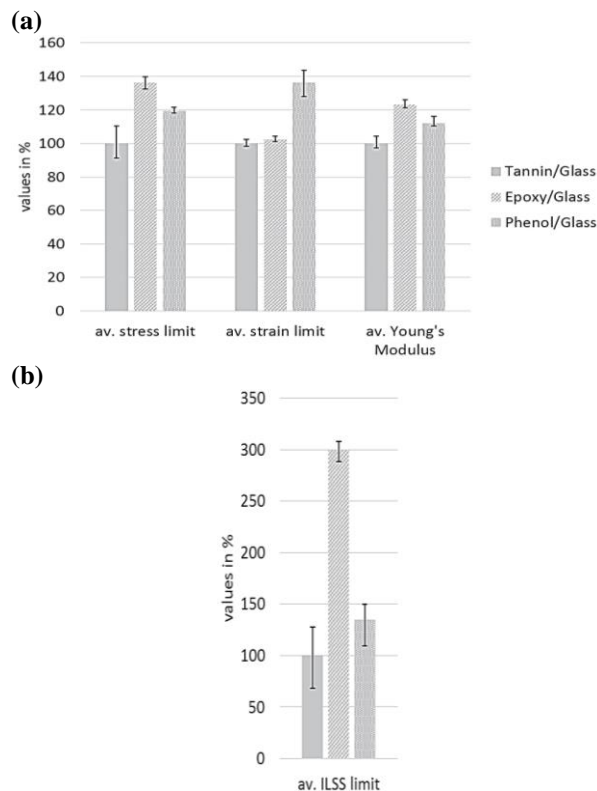 (a)
160
140
120
100
80
60
40
20
0
values in %
av. stress limit
av. strain limit
av. Young's
Modulus
Tannin/Glass
Epoxy/Glass
Phenol/Glass
(b)
350
300
250
200
150
100
50
0
values in %
av. ILSS limit